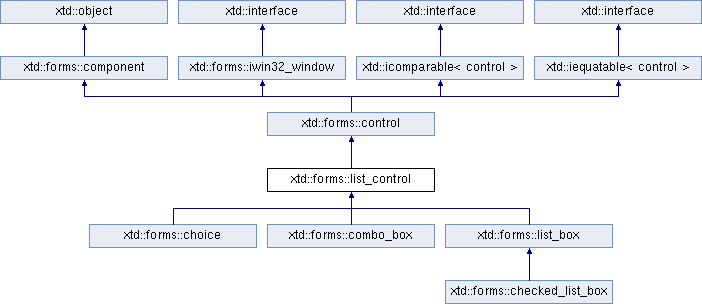 xtd::object
xtd::interface
xtd::interface
xtd::interface
xtd::forms::component
xtd::forms::iwin32_window
xtd::icomparable< control >
xtd::iequatable< control >
xtd::forms::control
xtd::forms::list_control
xtd::forms::choice
xtd::forms::combo_box
xtd::forms::list_box
xtd::forms::checked_list_box